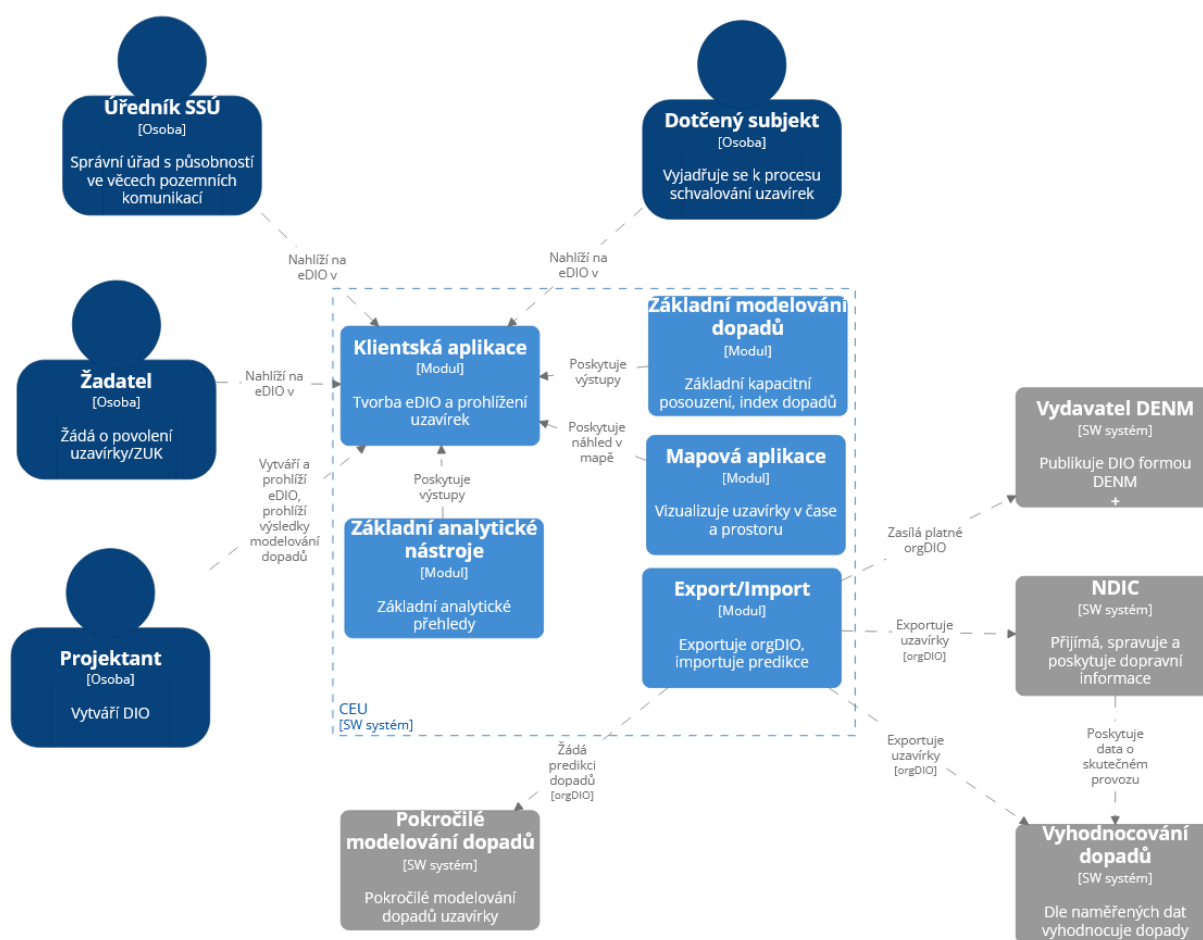 Úředník SSÚ
[Osoba]
Správní úřad s působností
ve věcech pozemních
komunikací
Dotčený subjekt
[Osoba]
Vyjadřuje se k procesu
schvalování uzavírek
Nahlíží na
eDIO v
Nahlíží na
eDIO v
Žadatel
[Osoba]
Žádá o povolení
uzavírky/ZUK
Nahlíží na
eDIO v
Klientská aplikace
[Modul]
Tvorba eDIO a prohlížení
uzavírek
Poskytuje
výstupy
Základní modelování
dopadů
[Modul]
Základní kapacitní
posouzení, index dopadů
Poskytuje
náhled v
mapě
Mapová aplikace
[Modul]
Vizualizuje uzavírky v čase
a prostoru
Vydavatel DENM
[SW systém]
Publikuje DIO formou
DENM
+
Vytváří a
prohlíží
eDIO,
prohlíží
výsledky
modelování
dopadů
Poskytuje
výstupy
Základní analytické
nástroje
[Modul]
Základní analytické
přehledy
Zasílá platné
orgDIO
Projektant
[Osoba]
Vytváří DIO
Export/Import
[Modul]
Exportuje orgDIO,
importuje predikce
Exportuje
uzavírky
[orgDIO]
NDIC
[SW systém]
Přijímá, spravuje a
poskytuje dopravní
informace
CEU
[SW systém]
Žádá
predikci
dopadů
[orgDIO]
Exportuje
uzavírky
[orgDIO]
Poskytuje
data o
skutečném
provozu
Pokročilé
modelování dopadů
[SW systém]
Pokročilé modelování
dopadů uzavírky
Vyhodnocování
dopadů
[SW systém]
Dle naměřených dat
vyhodnocuje dopady